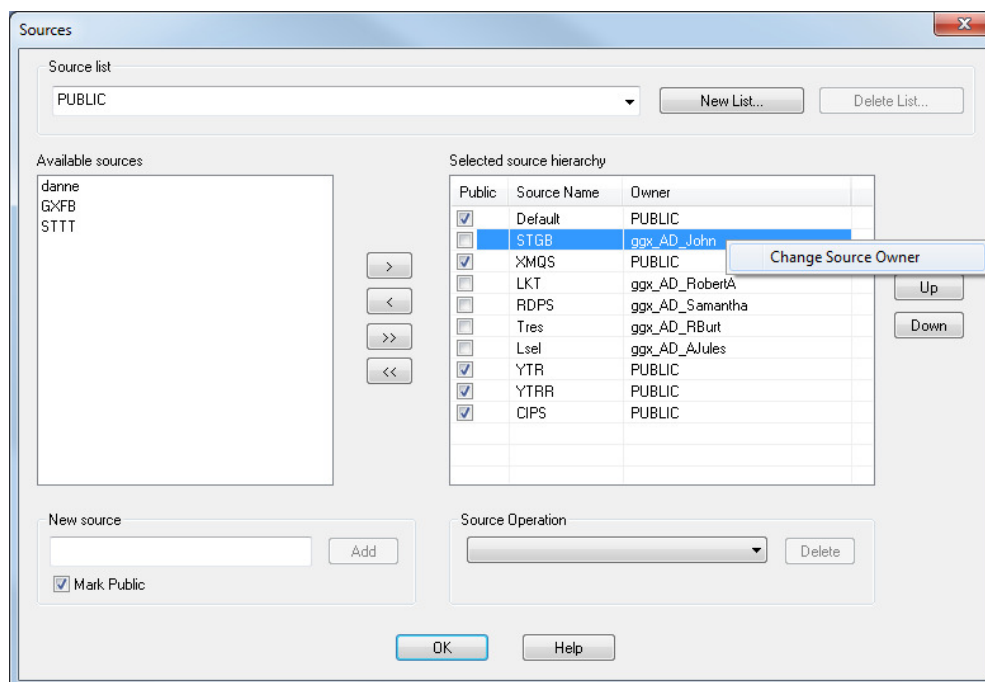 Sources
Source list
PUBLIC
New List...
Delete List...
Available sources
danne
GXFB
STTT
>
<
>>
<<
Selected source hierarchy
Public Source Name Owner
Default PUBLIC
STGB ggx_AD_John
XMQS PUBLIC
LKT ggx_AD_RobertA
RDPS ggx_AD_Samantha
Tres ggx_AD_RBurt
Lsel ggx_AD_AJules
YTR PUBLIC
YTRR PUBLIC
CIPS PUBLIC
Change Source Owner
Up
Down
New source
Add
Mark Public
Source Operation
Delete
OK
Help